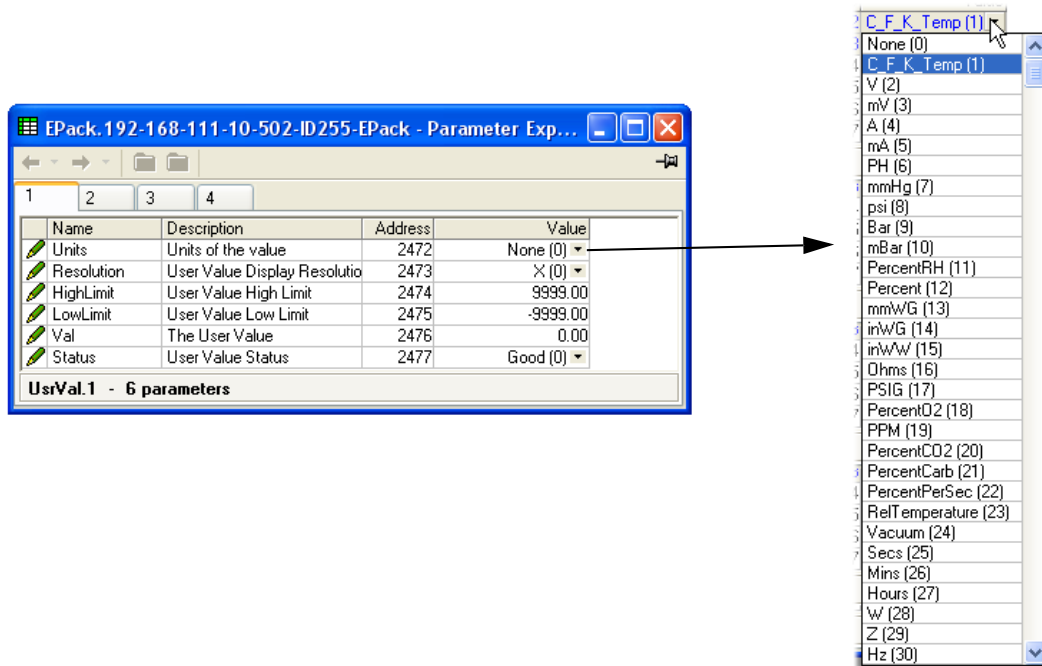 EPack.192-168-111-10-502-ID255-EPack - Parameter Exp...
1 2 3 4
Name Description Address Value
Units Units of the value 2472 None (0)
Resolution User Value Display Resolutio 2473 X (0)
HighLimit User Value High Limit 2474 9999.00
LowLimit User Value Low Limit 2475 -9999.00
Val The User Value 2476 0.00
Status User Value Status 2477 Good (0)
UsrVal.1 - 6 parameters
C_F_K_Temp (1)
None (0)
C_F_K_Temp (1)
V (2)
mV (3)
A (4)
mA (5)
PH (6)
mmHg (7)
psi (8)
Bar (9)
mBar (10)
PercentRH (11)
Percent (12)
mmWG (13)
inWG (14)
inWW (15)
Ohms (16)
PSIG (17)
PercentO2 (18)
PPM (19)
PercentCO2 (20)
PercentCarb (21)
PercentPerSec (22)
RelTemperature (23)
Vacuum (24)
Secs (25)
Mins (26)
Hours (27)
W (28)
Z (29)
Hz (30)